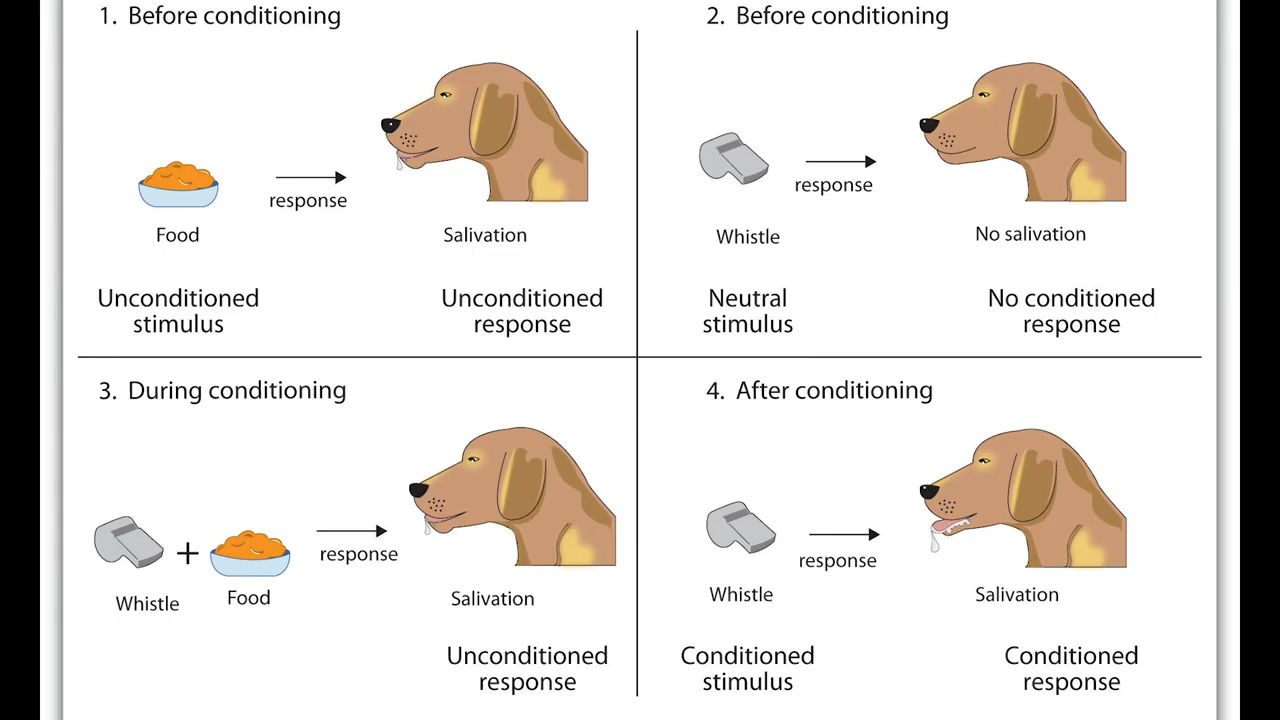 1. Before conditioning
response
Food
Salivation
Unconditioned
stimulus
Unconditioned
response
2. Before conditioning
response
Whistle
No salivation
Neutral
stimulus
No conditioned
response
3. During conditioning
+
response
Whistle
Food
Salivation
Unconditioned
response
4. After conditioning
response
Whistle
Salivation
Conditioned
stimulus
Conditioned
response